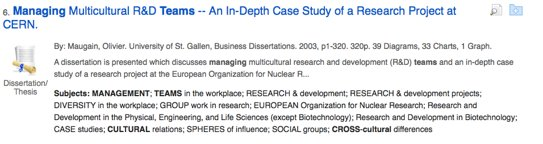 6. Managing Multicultural R&D Teams -- An In-Depth Case Study of a Research Project at
CERN.
By: Maugain, Olivier. University of St. Gallen, Business Dissertations. 2003, p1-320. 320p. 39 Diagrams, 33 Charts, 1 Graph.
A dissertation is presented which discusses managing multicultural research and development (R&D) teams and an in-depth case
study of a research project at the European Organization for Nuclear R...
Dissertation/
Thesis
Subjects: MANAGEMENT; TEAMS in the workplace; RESEARCH & development; RESEARCH & development projects;
DIVERSITY in the workplace; GROUP work in research; EUROPEAN Organization for Nuclear Research; Research and
Development in the Physical, Engineering, and Life Sciences (except Biotechnology); Research and Development in Biotechnology;
CASE studies; CULTURAL relations; SPHERES of influence; SOCIAL groups; CROSS-cultural differences